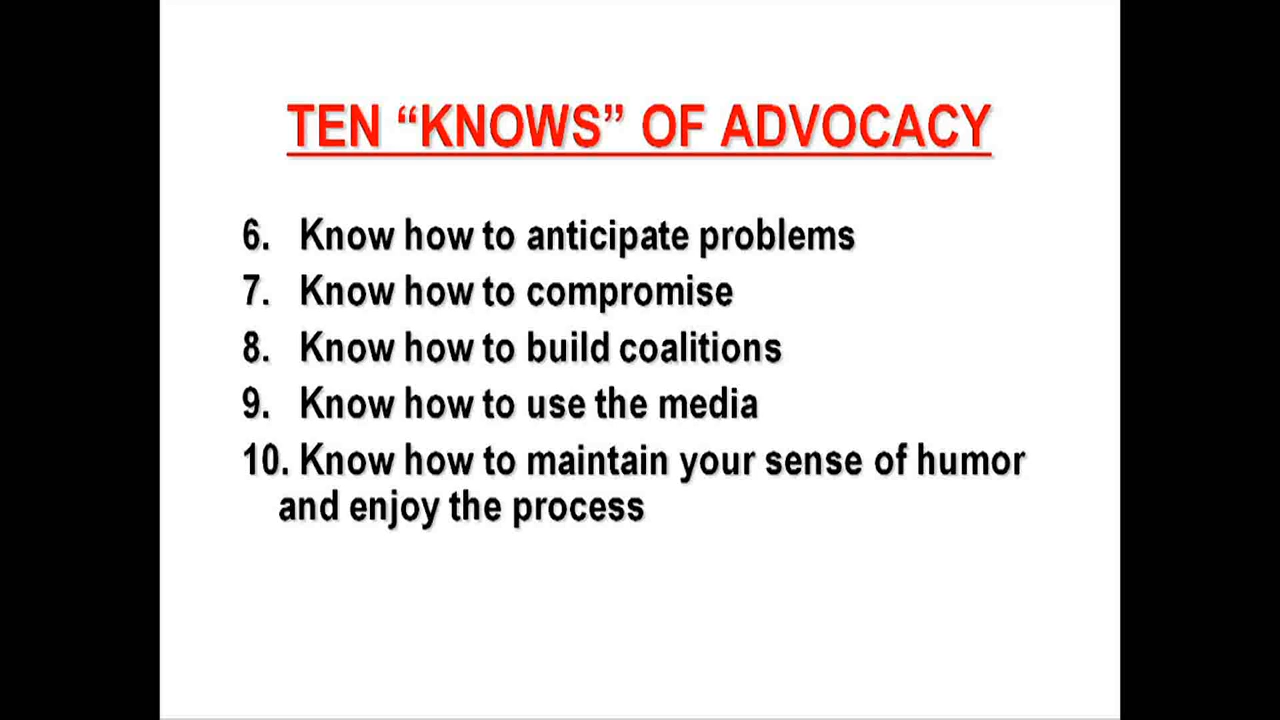 TEN “KNOWS” OF ADVOCACY
6. Know how to anticipate problems
7. Know how to compromise
8. Know how to build coalitions
9. Know how to use the media
10. Know how to maintain your sense of humor
and enjoy the process